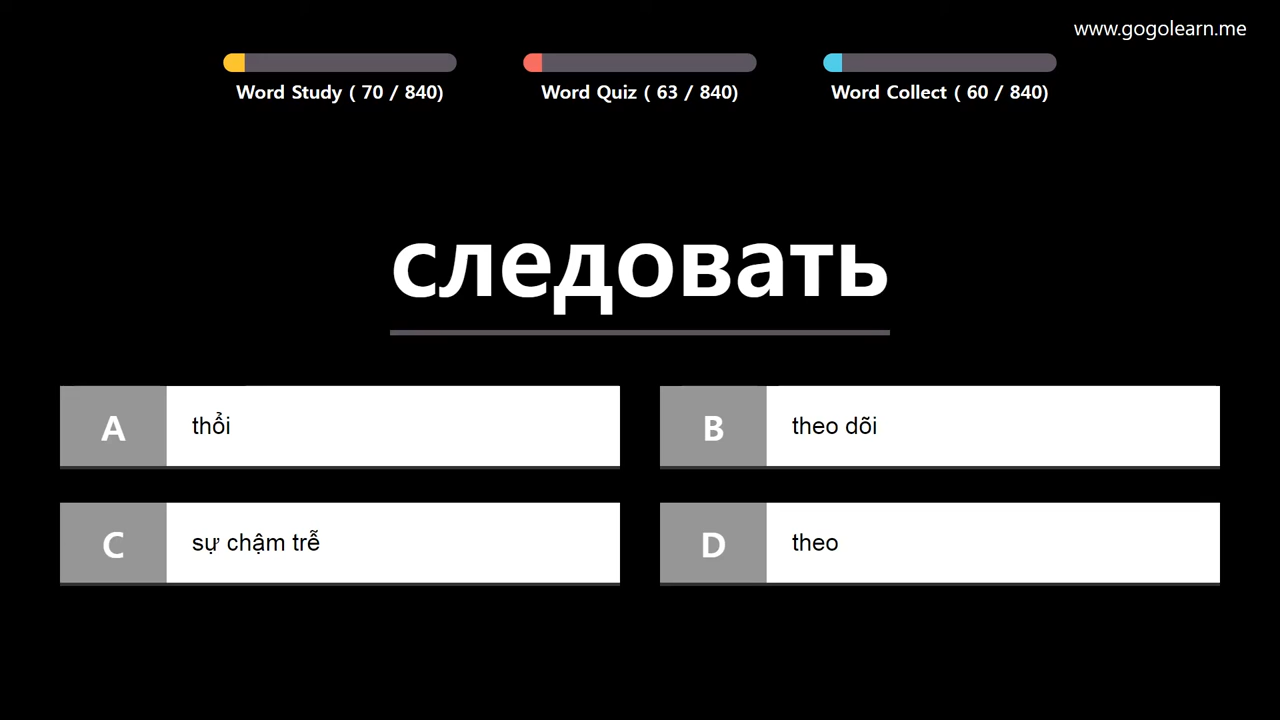 www.gogolearn.me
Word Study ( 70 / 840)
Word Quiz ( 63 / 840)
Word Collect ( 60 / 840)
следовать
A thổi
B theo dõi
C sự chậm trễ
D theo